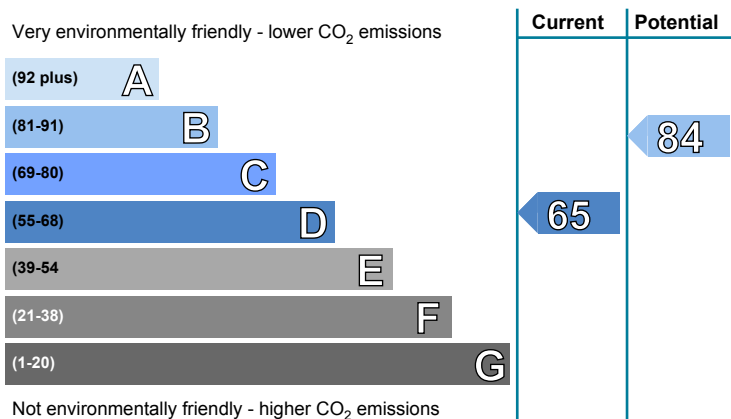 Very environmentally friendly - lower CO₂ emissions
Current
Potential
(92 plus) A
(81-91) B
84
(69-80) C
(55-68) D
65
(39-54 E
(21-38) F
(1-20) G
Not environmentally friendly - higher CO₂ emissions